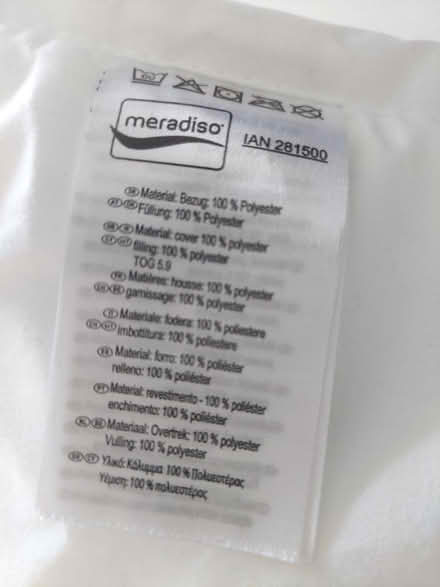 meradiso
IAN 281500
Material: Bezug: 100 % Polyester
Füllung: 100 % Polyester
Material: cover 100 % polyester
filling: 100 % polyester
TOG 5.9
Matières: housse: 100 % polyester
garnissage: 100 % polyester
Materiale: fodera: 100 % poliestere
imbottitura: 100 % poliestere
Material: forro: 100 % poliéster
relleno: 100 % poliéster
Material: revestimento - 100 % poliéster
enchimento: 100 % poliéster
Materiaal: Overtrek: 100 % polyester
Vulling: 100 % polyester
Υλικό: Κάλυμμα 100 % Πολυεστέρας
Γέμιση: 100 % πολυεστέρας